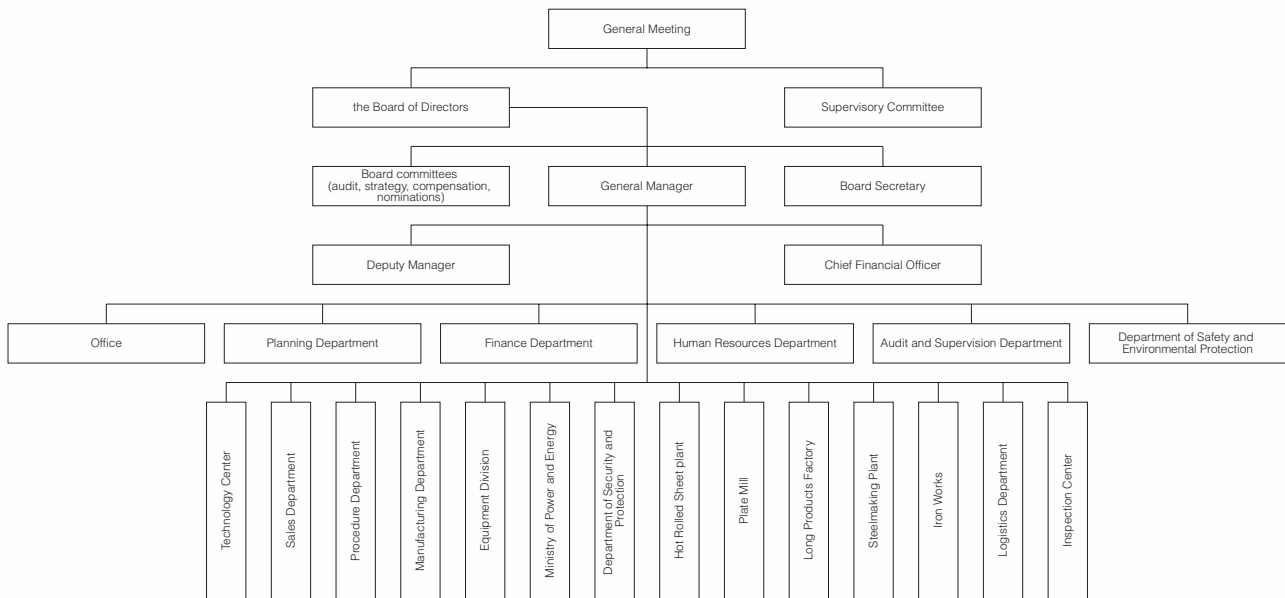 General Meeting
the Board of Directors
Supervisory Committee
Board committees
(audit, strategy, compensation,
nominations)
General Manager
Board Secretary
Deputy Manager
Chief Financial Officer
Office
Planning Department
Finance Department
Human Resources Department
Audit and Supervision Department
Department of Safety and
Environmental Protection
Technology Center
Sales Department
Procedure Department
Manufacturing Department
Equipment Division
Ministry of Power and Energy
Department of Security and
Protection
Hot Rolled Sheet plant
Plate Mill
Long Products Factory
Steelmaking Plant
Iron Works
Logistics Department
Inspection Center